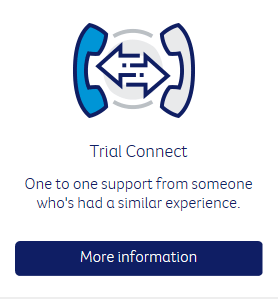 Trial Connect
One to one support from someone
who's had a similar experience.
More information